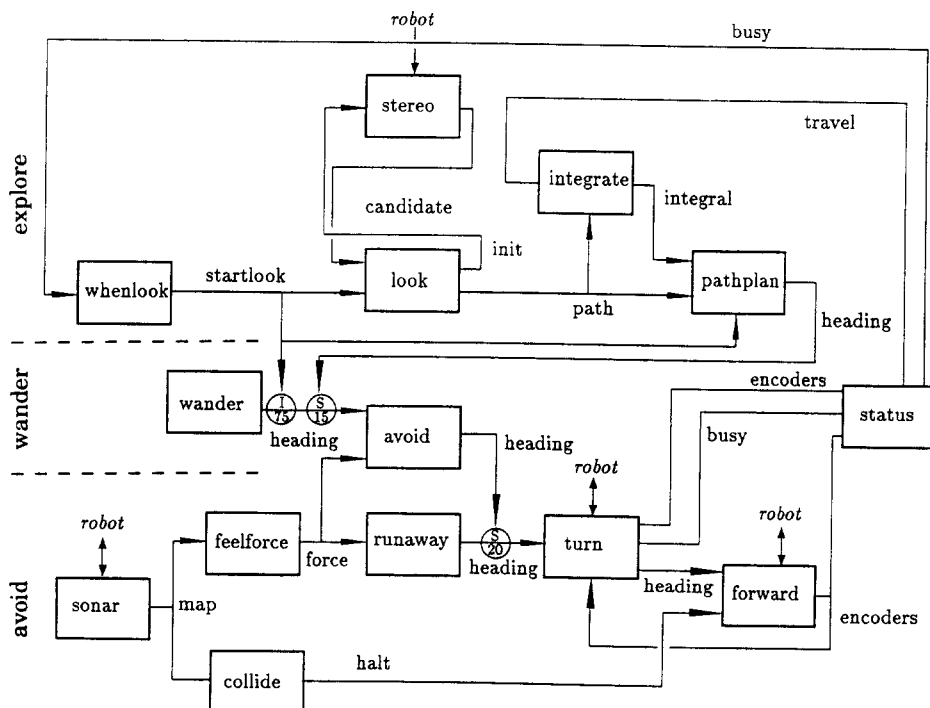 robot
busy
stereo
travel
integrate
explore
candidate
integral
init
whenlook
startlook
look
path
pathplan
heading
wander
wander
I
75
S
15
heading
avoid
heading
encoders
busy
status
avoid
robot
sonar
map
feelforce
force
runaway
S
20
heading
robot
turn
heading
robot
forward
encoders
collide
halt